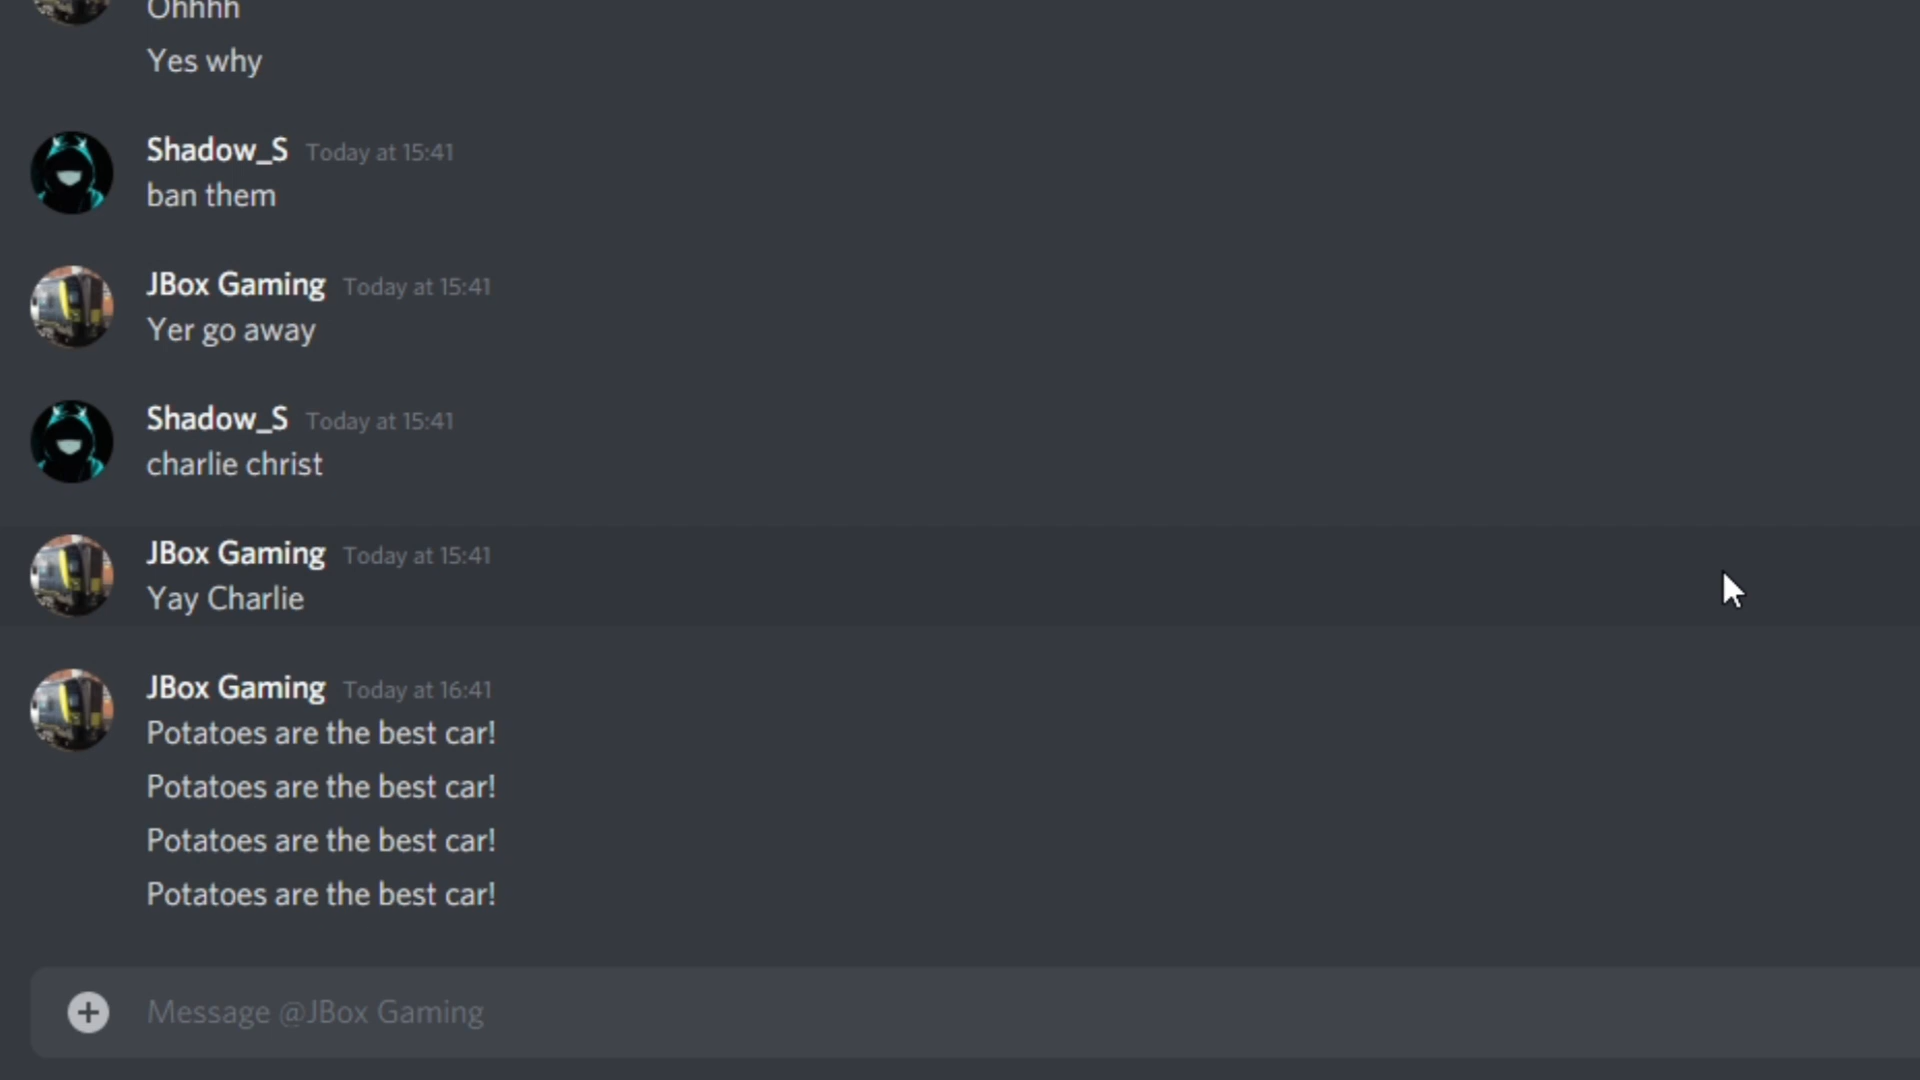 Ohhhh
Yes why
Shadow_S Today at 15:41
ban them
JBox Gaming Today at 15:41
Yer go away
Shadow_S Today at 15:41
charlie christ
JBox Gaming Today at 15:41
Yay Charlie
JBox Gaming Today at 16:41
Potatoes are the best car!
Potatoes are the best car!
Potatoes are the best car!
Potatoes are the best car!
Message @JBox Gaming